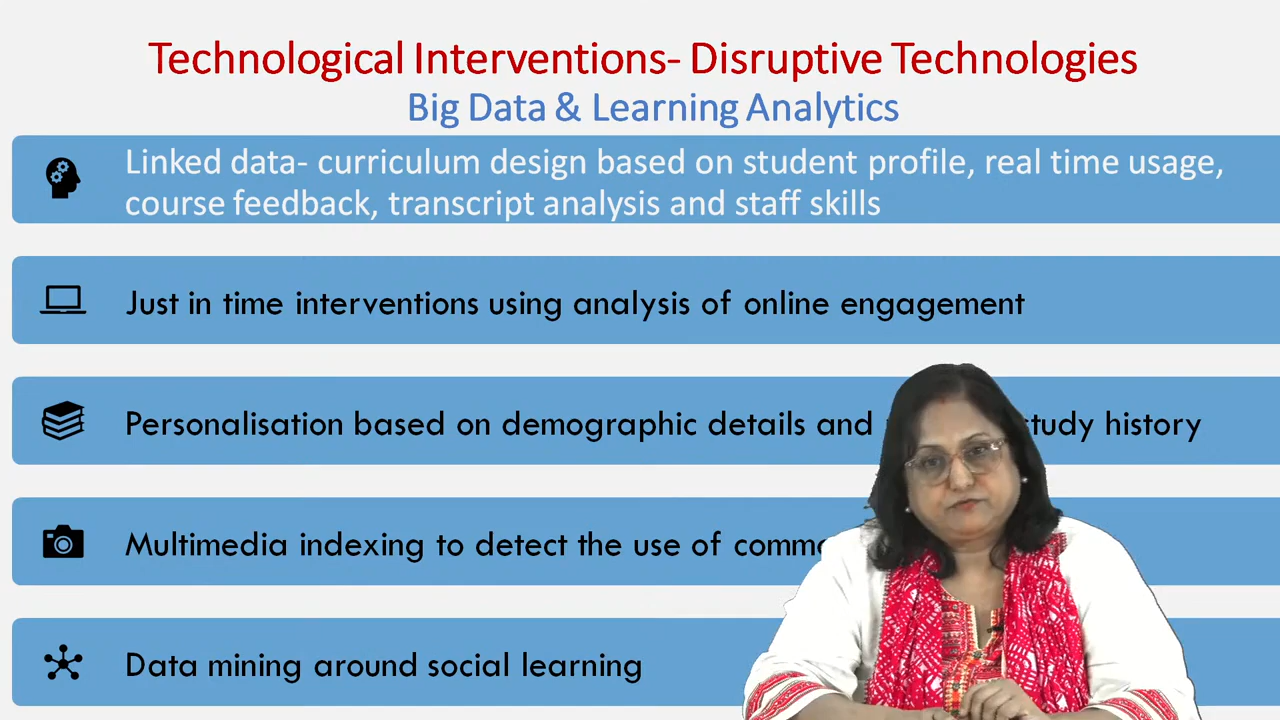 Technological Interventions- Disruptive Technologies
Big Data & Learning Analytics
Linked data- curriculum design based on student profile, real time usage,
course feedback, transcript analysis and staff skills
Just in time interventions using analysis of online engagement
Personalisation based on demographic details and study history
Multimedia indexing to detect the use of
Data mining around social learning